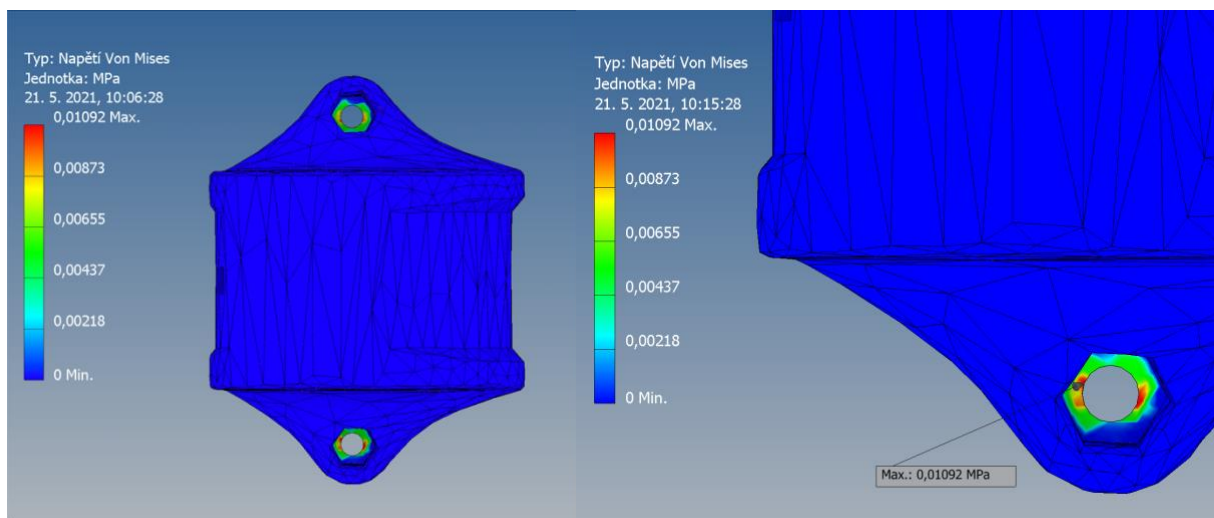 Typ: Napětí Von Mises
Jednotka: MPa
21. 5. 2021, 10:06:28
0,01092 Max.
0,00873
0,00655
0,00437
0,00218
0 Min.
Typ: Napětí Von Mises
Jednotka: MPa
21. 5. 2021, 10:15:28
0,01092 Max.
0,00873
0,00655
0,00437
0,00218
0 Min.
Max.: 0,01092 MPa